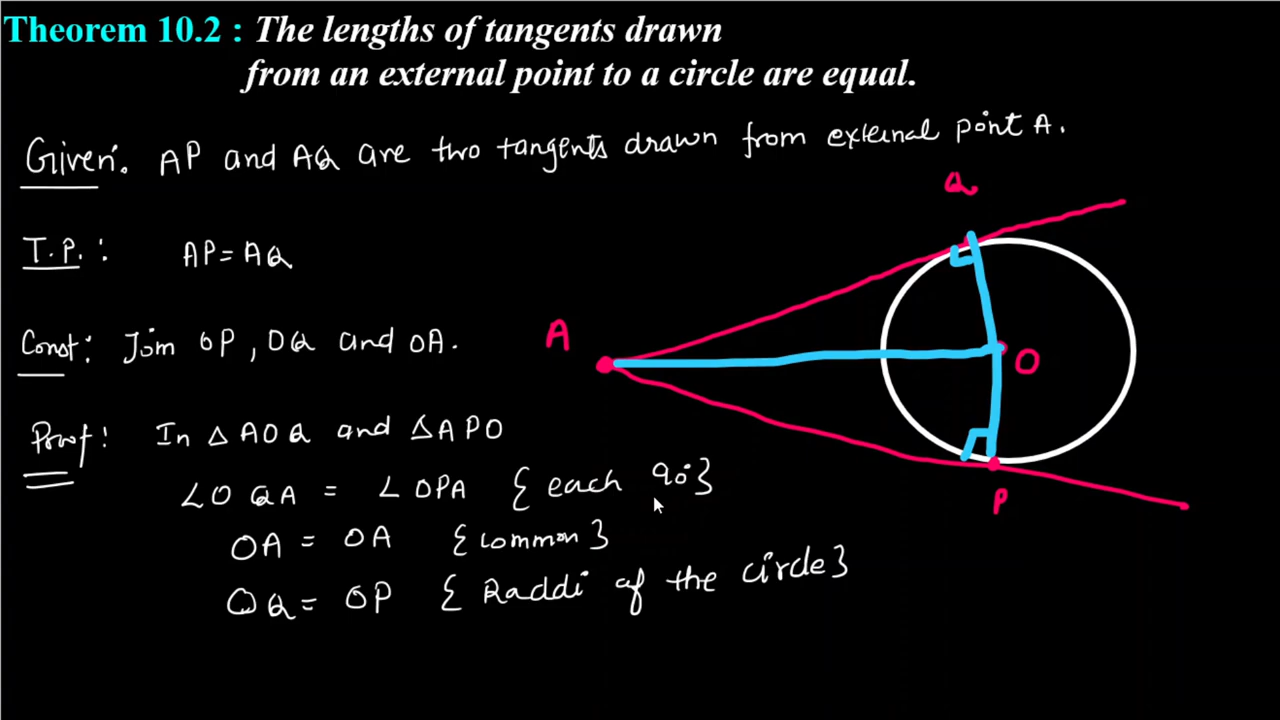 Theorem 10.2 : The lengths of tangents drawn
from an external point to a circle are equal.
Given: AP and AQ are two tangents drawn from external point A.
T.P.: AP = AQ
Const: Join OP, OQ and OA.
Proof: In △AOQ and △APO
∠OQA = ∠OPA {each 90°}
OA = OA {common}
OQ = OP {Raddi of the circle}
Q
A
O
P